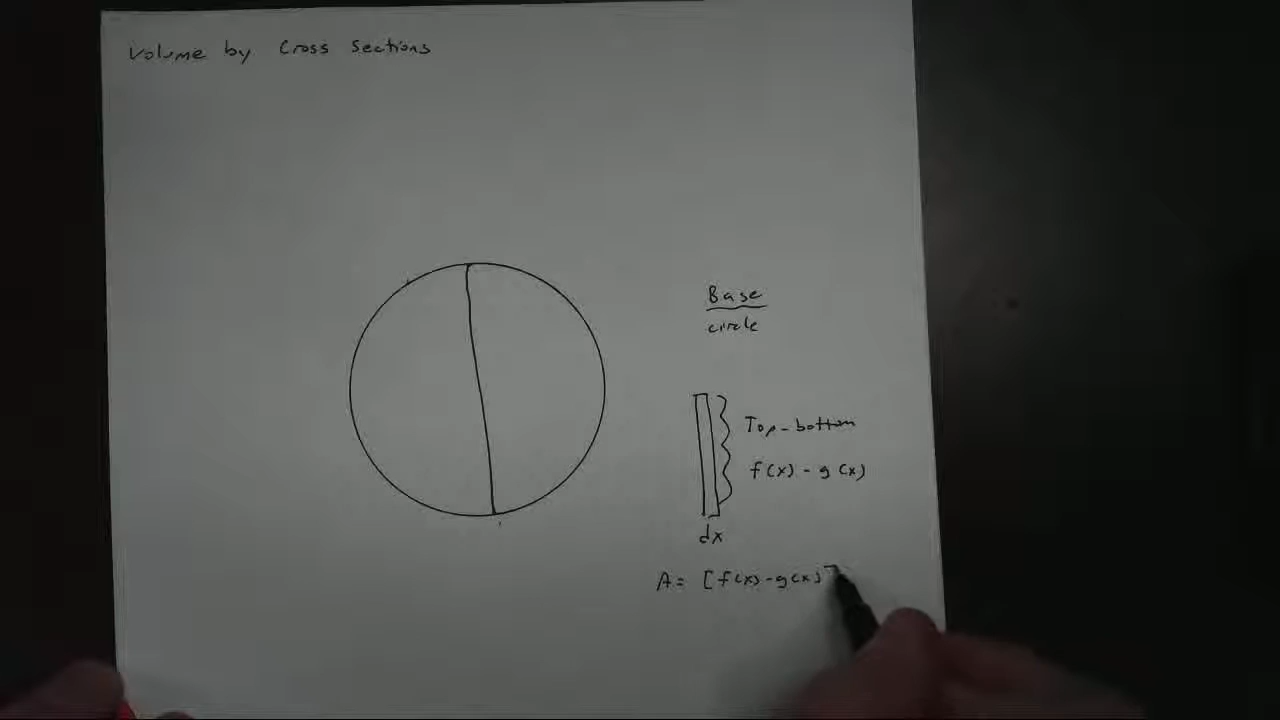 Volume by Cross Sections
Base
circle
Top-bottom
f(x) - g(x)
dx
A = [f(x)-g(x)]